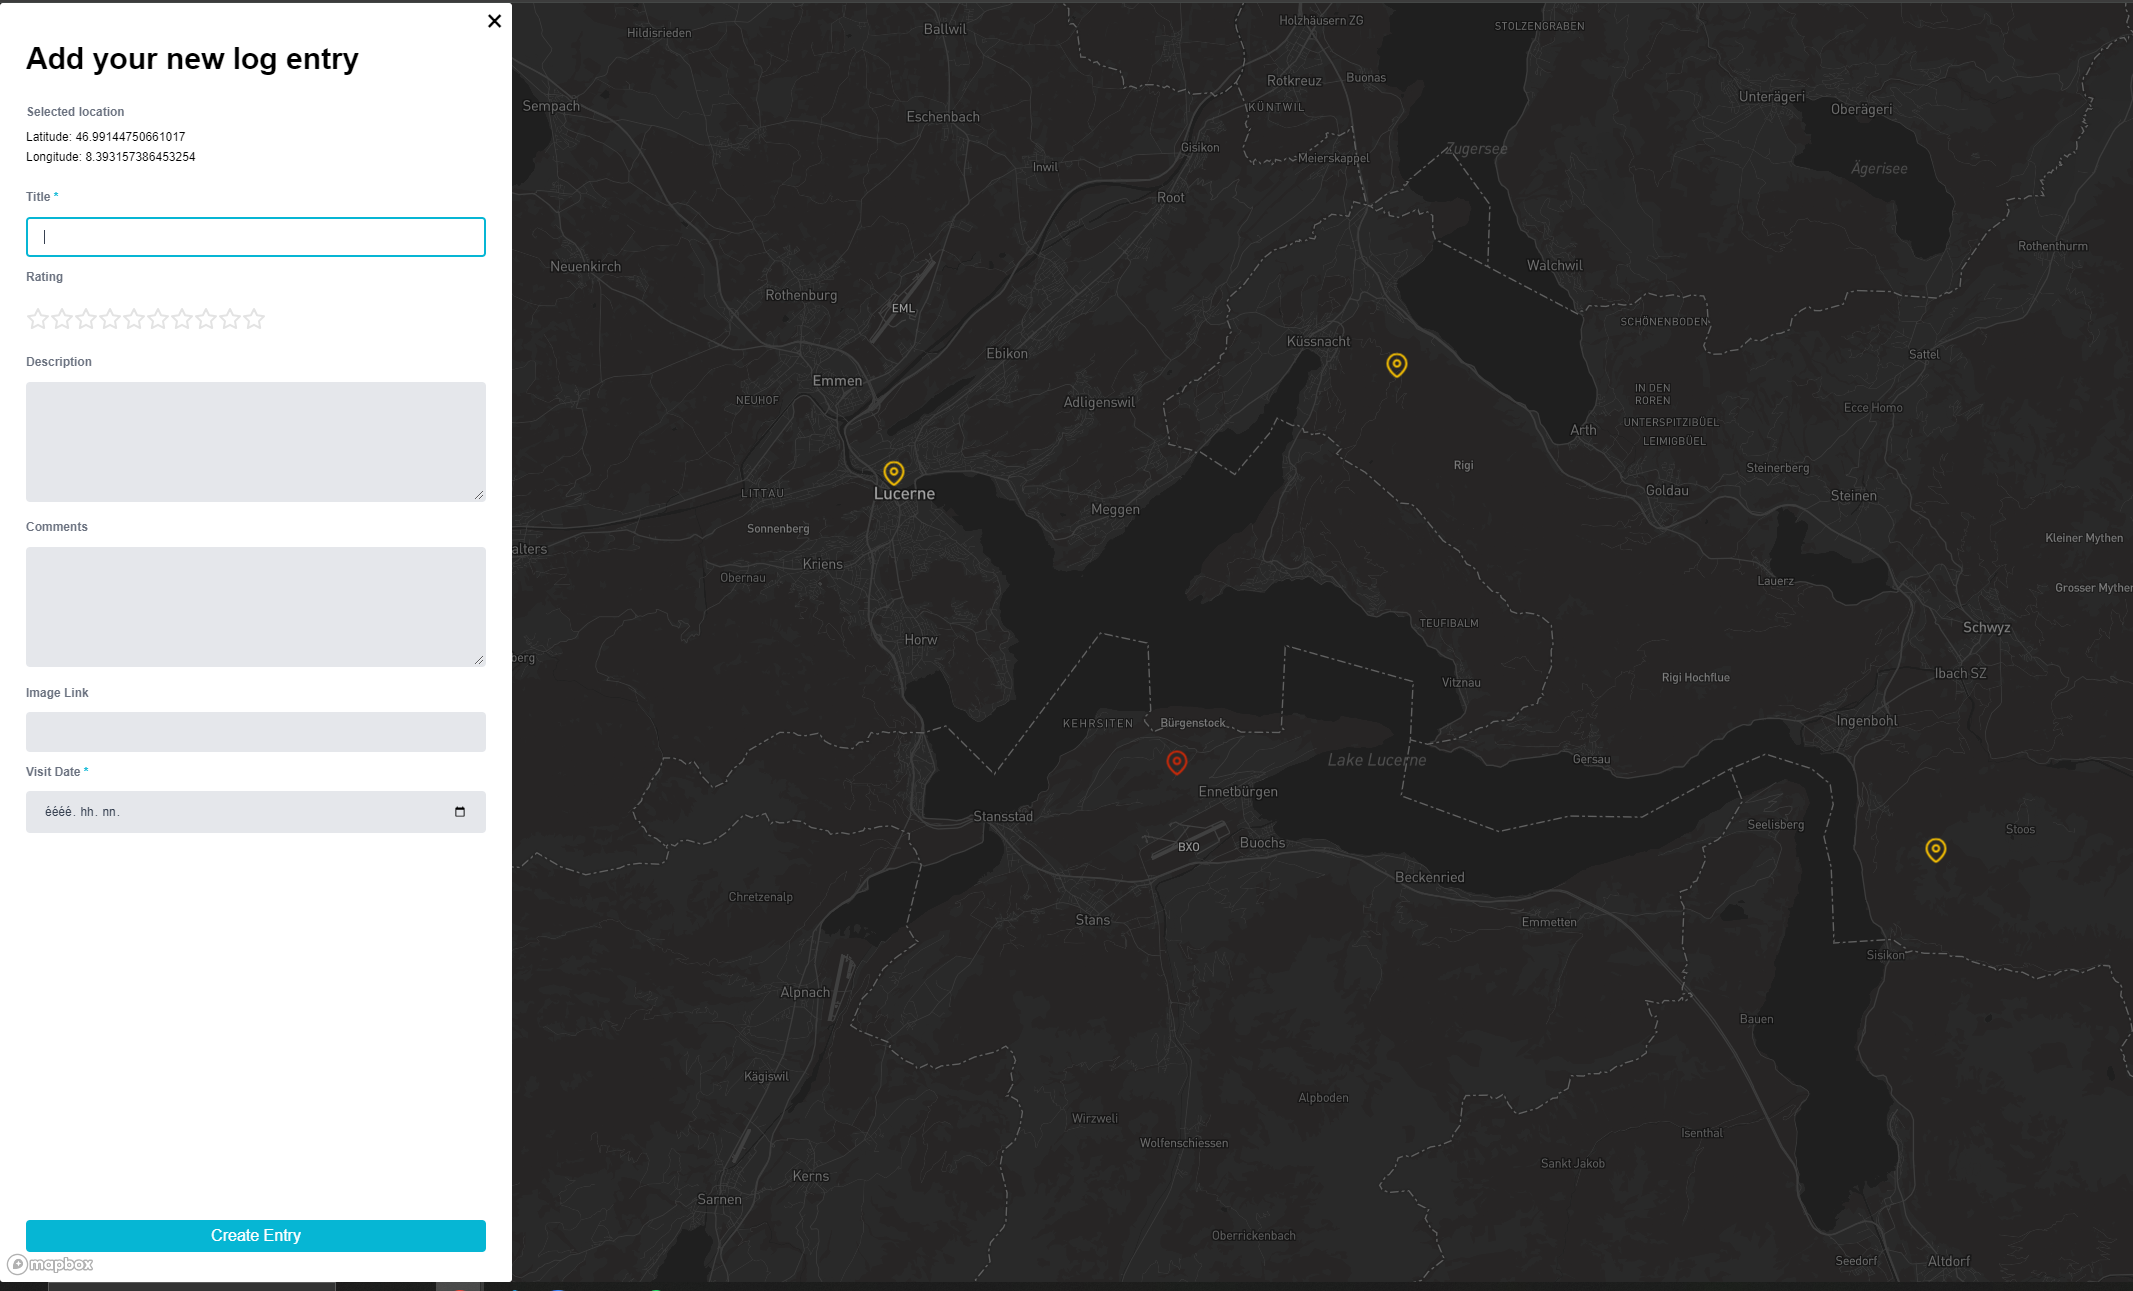 Add your new log entry
Selected location
Latitude: 46.99144750661017
Longitude: 8.393157386453254
Title *
Rating
Description
Comments
Image Link
Visit Date *
éééé. hh. nn.
Create Entry
mapbox
Hildisrieden
Ballwil
Holzhäusern ZG
STOLZENGRABEN
Sempach
Eschenbach
Rotkreuz
Buonas
KÜNTWIL
Unterägeri
Oberägeri
Inwil
Gisikon
Meierskappel
Zugersee
Ägerisee
Root
Neuenkirch
Rothenburg
EML
Walchwil
Rothenthurm
Ebikon
Küssnacht
SCHÖNENBODEN
Sattel
Emmen
NEUHOF
Adligenswil
IN DEN
ROREN
Ecce Homo
UNTERSPITZIBÜEL
LEIMIGBÜEL
Arth
Rigi
Steinerberg
LITTAU
Lucerne
Meggen
Goldau
Steinen
Sonnenberg
alters
Kriens
Obernau
Kleiner Mythen
Lauerz
Grosser Mythen
Horw
berg
TEUFIBALM
Schwyz
Vitznau
Rigi Hochflue
Ibach SZ
KEHRSITEN
Bürgenstock
Ingenbohl
Lake Lucerne
Gersau
Ennetbürgen
Stansstad
BXO
Buochs
Seelisberg
Stoos
Beckenried
Chretzenalp
Stans
Emmetten
Sisikon
Alpnach
Bauen
Kägiswil
Wirzweli
Alpboden
Wolfenschiessen
Isenthal
Kerns
Sankt Jakob
Sarnen
Oberrickenbach
Seedorf
Altdorf